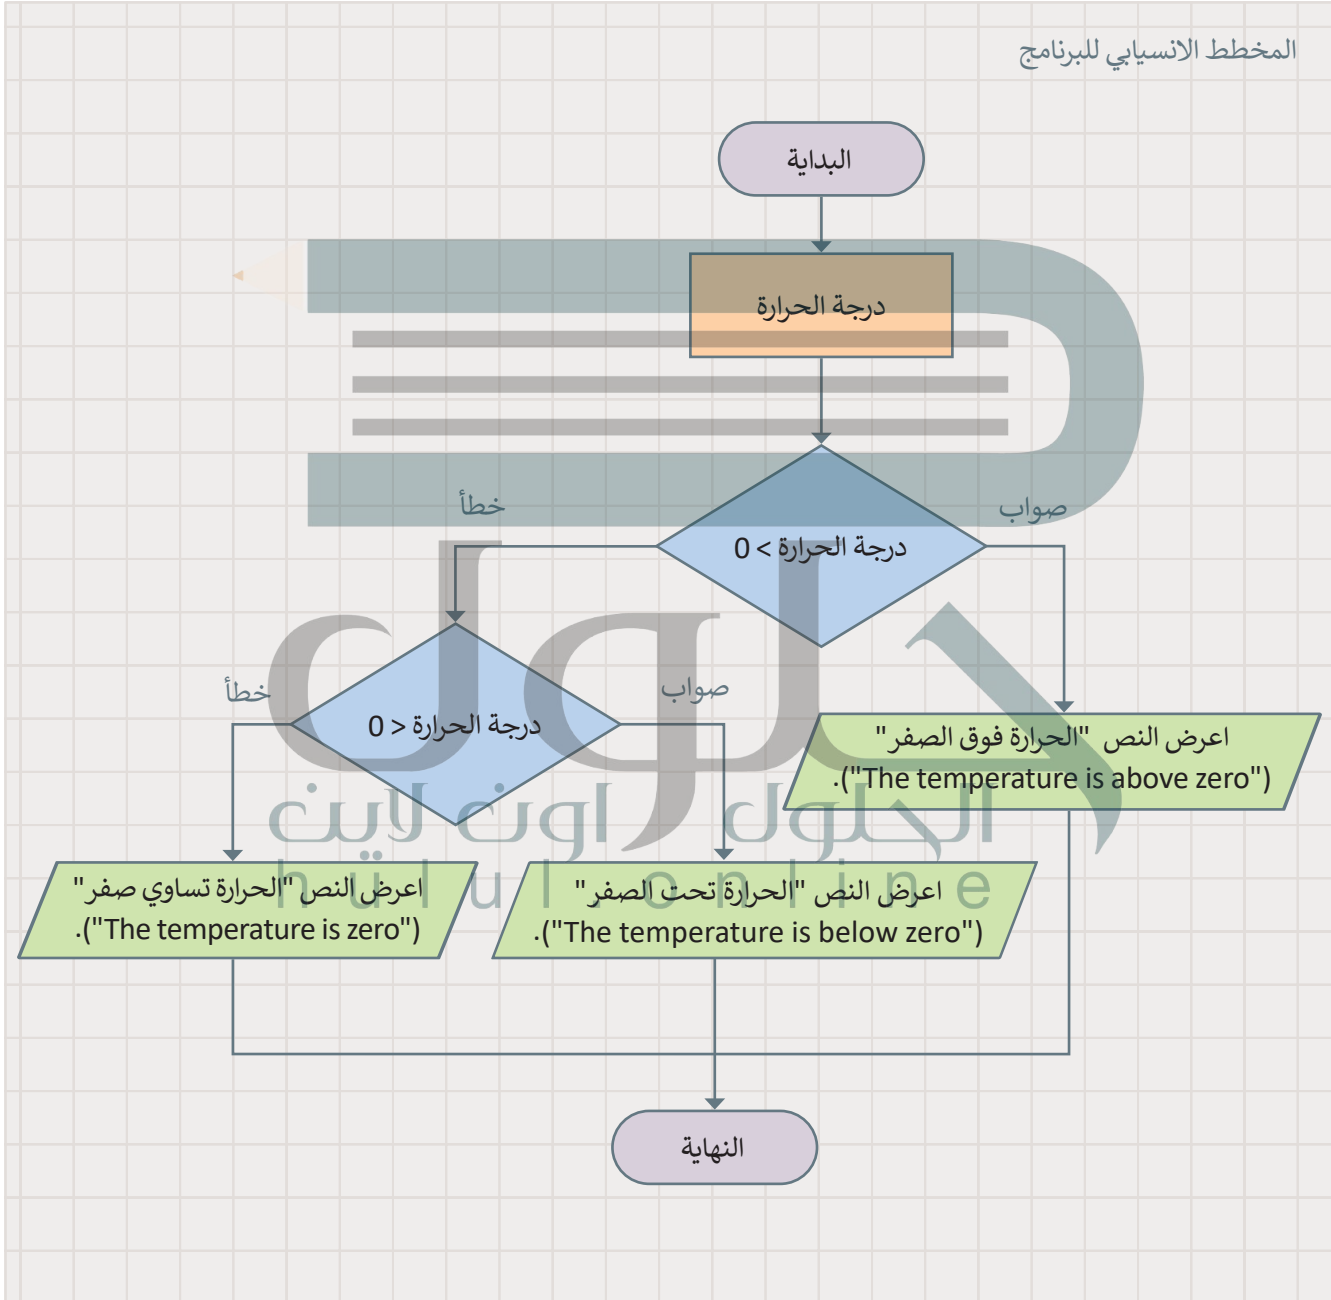 المخطط الانسيابي للبرنامج
البداية
درجة الحرارة
صواب
خطأ
درجة الحرارة > 0
صواب
خطأ
درجة الحرارة < 0
اعرض النص "الحرارة فوق الصفر"
("The temperature is above zero").
اعرض النص "الحرارة تحت الصفر"
("The temperature is below zero").
اعرض النص "الحرارة تساوي صفر"
("The temperature is zero").
النهاية
حلول
الحلول اون لاين
hulul online